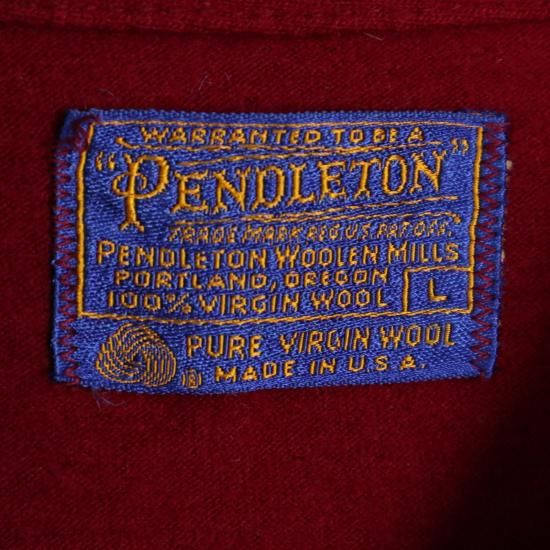 WARRANTED TO BE A
"PENDLETON"
TRADE MARK REG. U.S. PAT. OFF.
PENDLETON WOOLEN MILLS
PORTLAND, OREGON
100% VIRGIN WOOL
L
PURE VIRGIN WOOL
® MADE IN U.S.A.